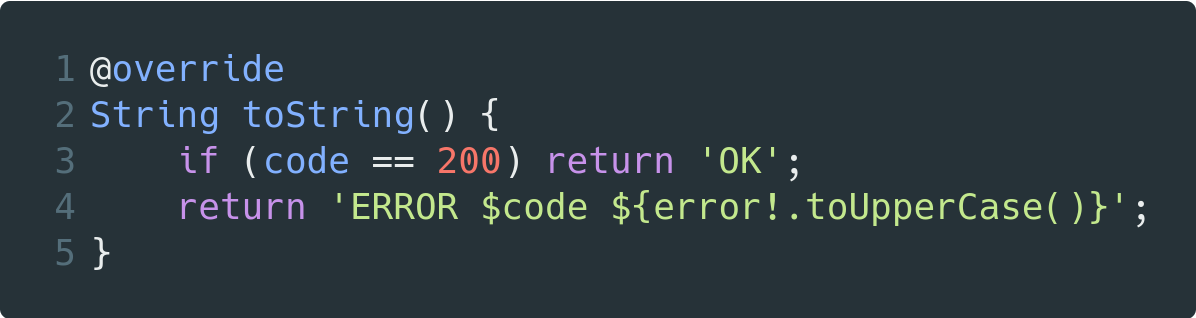 1 @override
2 String toString() {
3     if (code == 200) return 'OK';
4     return 'ERROR $code ${error!.toUpperCase()}';
5 }